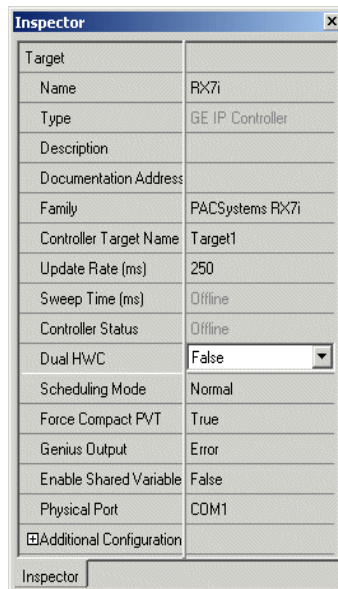 Inspector
Target
Name RX7i
Type GE IP Controller
Description
Documentation Address
Family PACSystems RX7i
Controller Target Name Target1
Update Rate (ms) 250
Sweep Time (ms) Offline
Controller Status Offline
Dual HWC False
Scheduling Mode Normal
Force Compact PVT True
Genius Output Error
Enable Shared Variable False
Physical Port COM1
Additional Configuration
Inspector